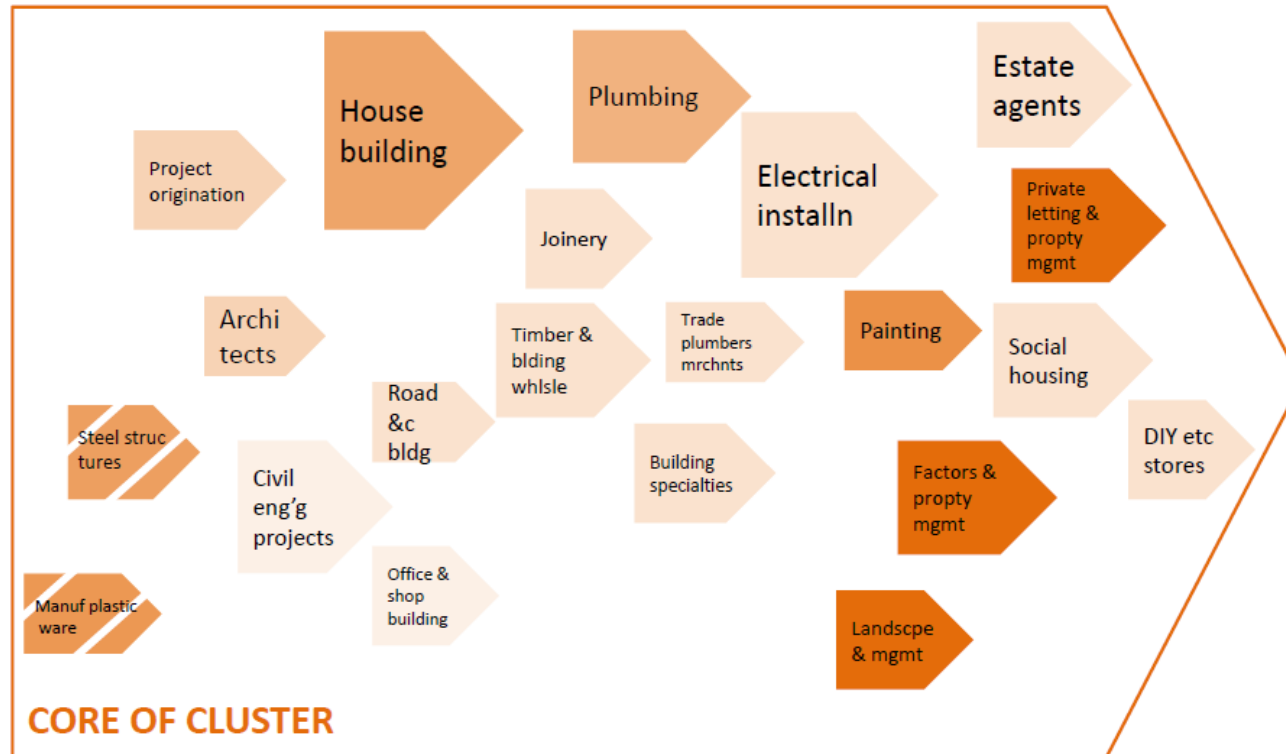 House
building
Plumbing
Estate
agents
Project
origination
Electrical
installn
Private
letting &
propty
mgmt
Joinery
Archi
tects
Timber &
blding
whlsle
Trade
plumbers
mrchnts
Painting
Social
housing
Road
&c
bldg
Steel struc
tures
Civil
eng’g
projects
Building
specialties
Factors &
propty
mgmt
DIY etc
stores
Office &
shop
building
Manuf plastic
ware
Landscpe
& mgmt
CORE OF CLUSTER